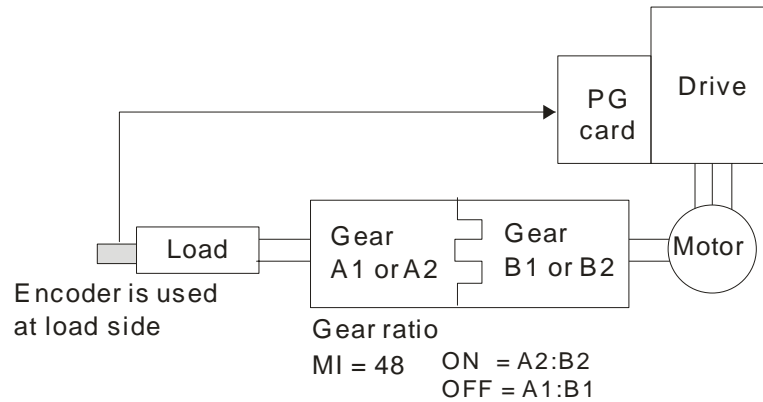 Drive
PG
card
Load
Gear
A1 or A2
Gear
B1 or B2
Motor
Encoder is used
at load side
Gear ratio
MI = 48
ON = A2:B2
OFF = A1:B1